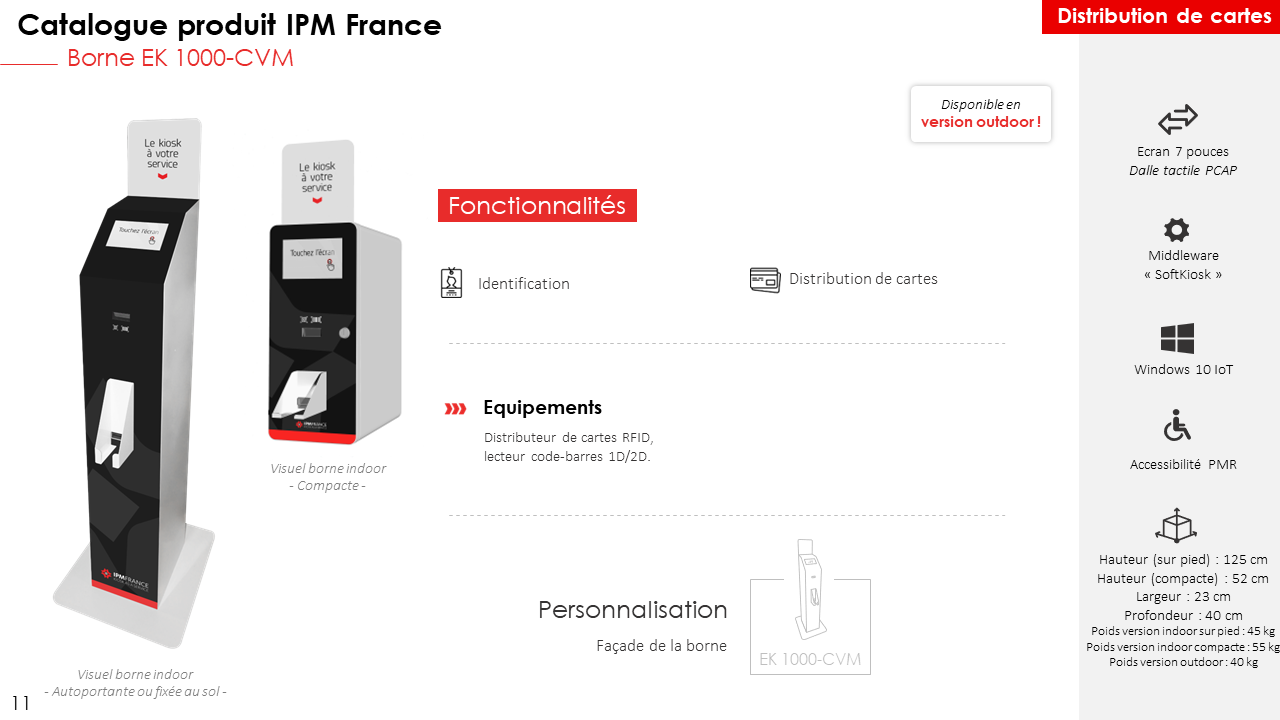 Catalogue produit IPM France
Borne EK 1000-CVM
Distribution de cartes
Disponible en
version outdoor !
Le kiosk
à votre
service
Touchez l'écran
IPMFRANCE
Le kiosk
à votre
service
Touchez l'écran
IPMFRANCE
Visuel borne indoor
- Compacte -
Visuel borne indoor
- Autoportante ou fixée au sol -
Fonctionnalités
Identification
Distribution de cartes
Equipements
Distributeur de cartes RFID,
lecteur code-barres 1D/2D.
Personnalisation
Façade de la borne
EK 1000-CVM
Ecran 7 pouces
Dalle tactile PCAP
Middleware
« SoftKiosk »
Windows 10 IoT
Accessibilité PMR
Hauteur (sur pied) : 125 cm
Hauteur (compacte) : 52 cm
Largeur : 23 cm
Profondeur : 40 cm
Poids version indoor sur pied : 45 kg
Poids version indoor compacte : 55 kg
Poids version outdoor : 40 kg
11